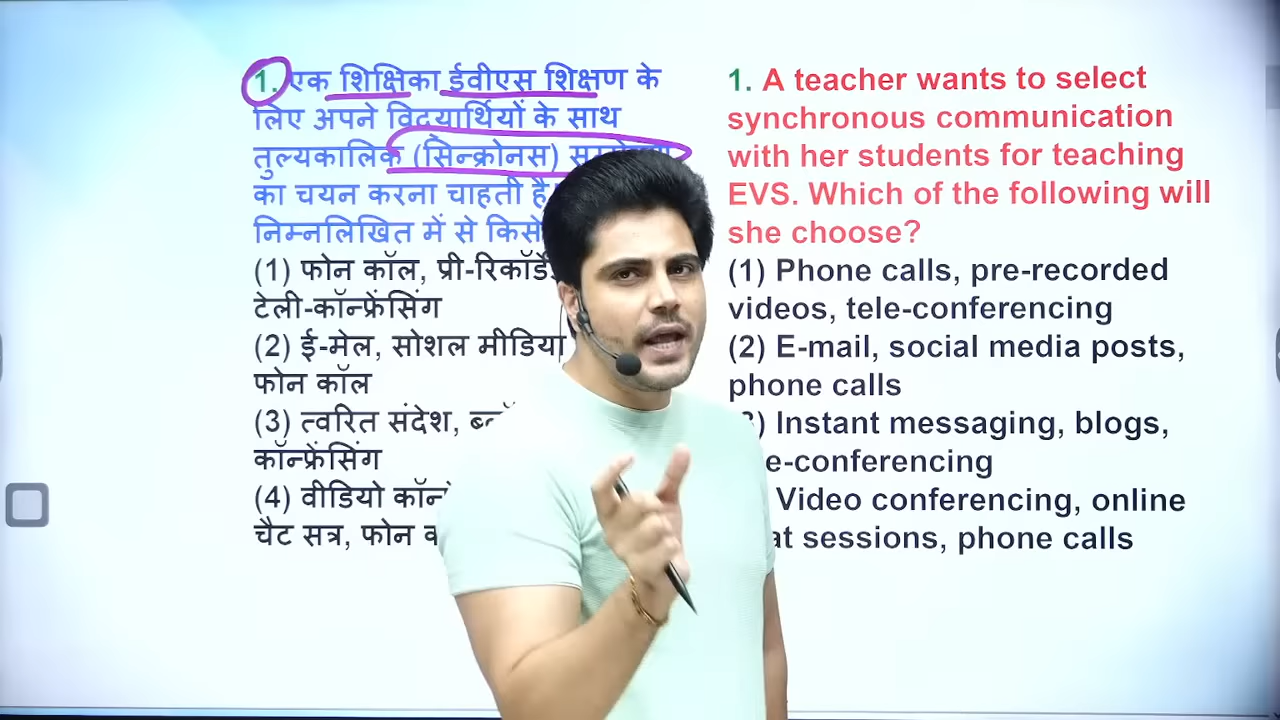 1. एक शिक्षिका ईवीएस शिक्षण के
लिए अपने विद्यार्थियों के साथ
तुल्यकालिक (सिन्क्रोनस)
का चयन करना चाहती है।
निम्नलिखित में से किसे
(1) फोन कॉल, प्री-रिकॉर्डेड
टेली-कॉन्फ्रेंसिंग
(2) ई-मेल, सोशल मीडिया
फोन कॉल
(3) त्वरित संदेश,
कॉन्फ्रेंसिंग
(4) वीडियो
चैट सत्र, फोन
1. A teacher wants to select
synchronous communication
with her students for teaching
EVS. Which of the following will
she choose?
(1) Phone calls, pre-recorded
videos, tele-conferencing
(2) E-mail, social media posts,
phone calls
Instant messaging, blogs,
e-conferencing
Video conferencing, online
sessions, phone calls